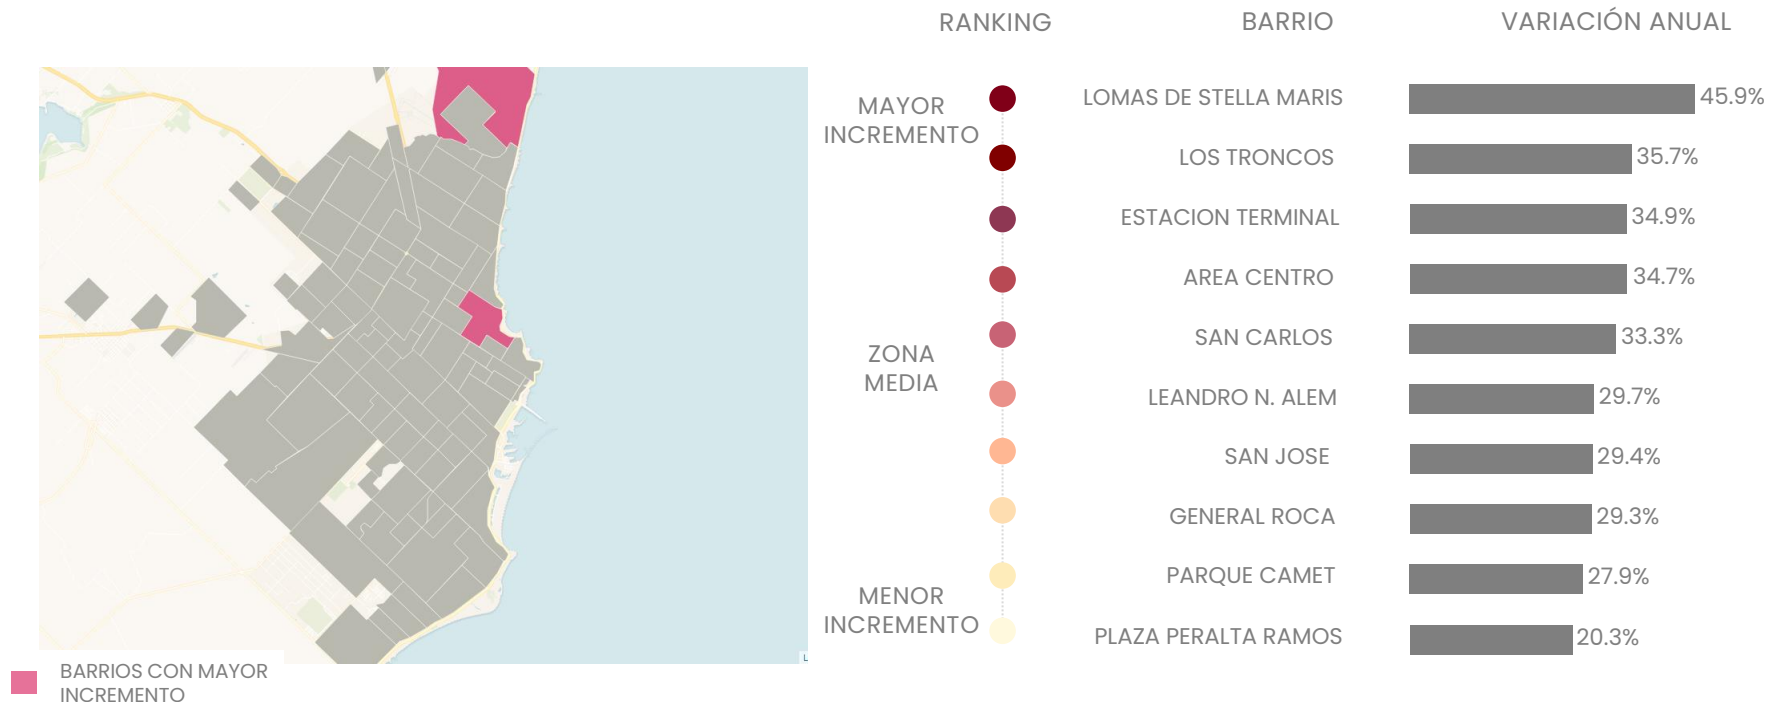 RANKING BARRIO VARIACIÓN ANUAL
MAYOR
INCREMENTO
LOMAS DE STELLA MARIS 45.9%
LOS TRONCOS 35.7%
ESTACION TERMINAL 34.9%
AREA CENTRO 34.7%
ZONA
MEDIA
SAN CARLOS 33.3%
LEANDRO N. ALEM 29.7%
SAN JOSE 29.4%
GENERAL ROCA 29.3%
MENOR
INCREMENTO
PARQUE CAMET 27.9%
PLAZA PERALTA RAMOS 20.3%
L
BARRIOS CON MAYOR
INCREMENTO